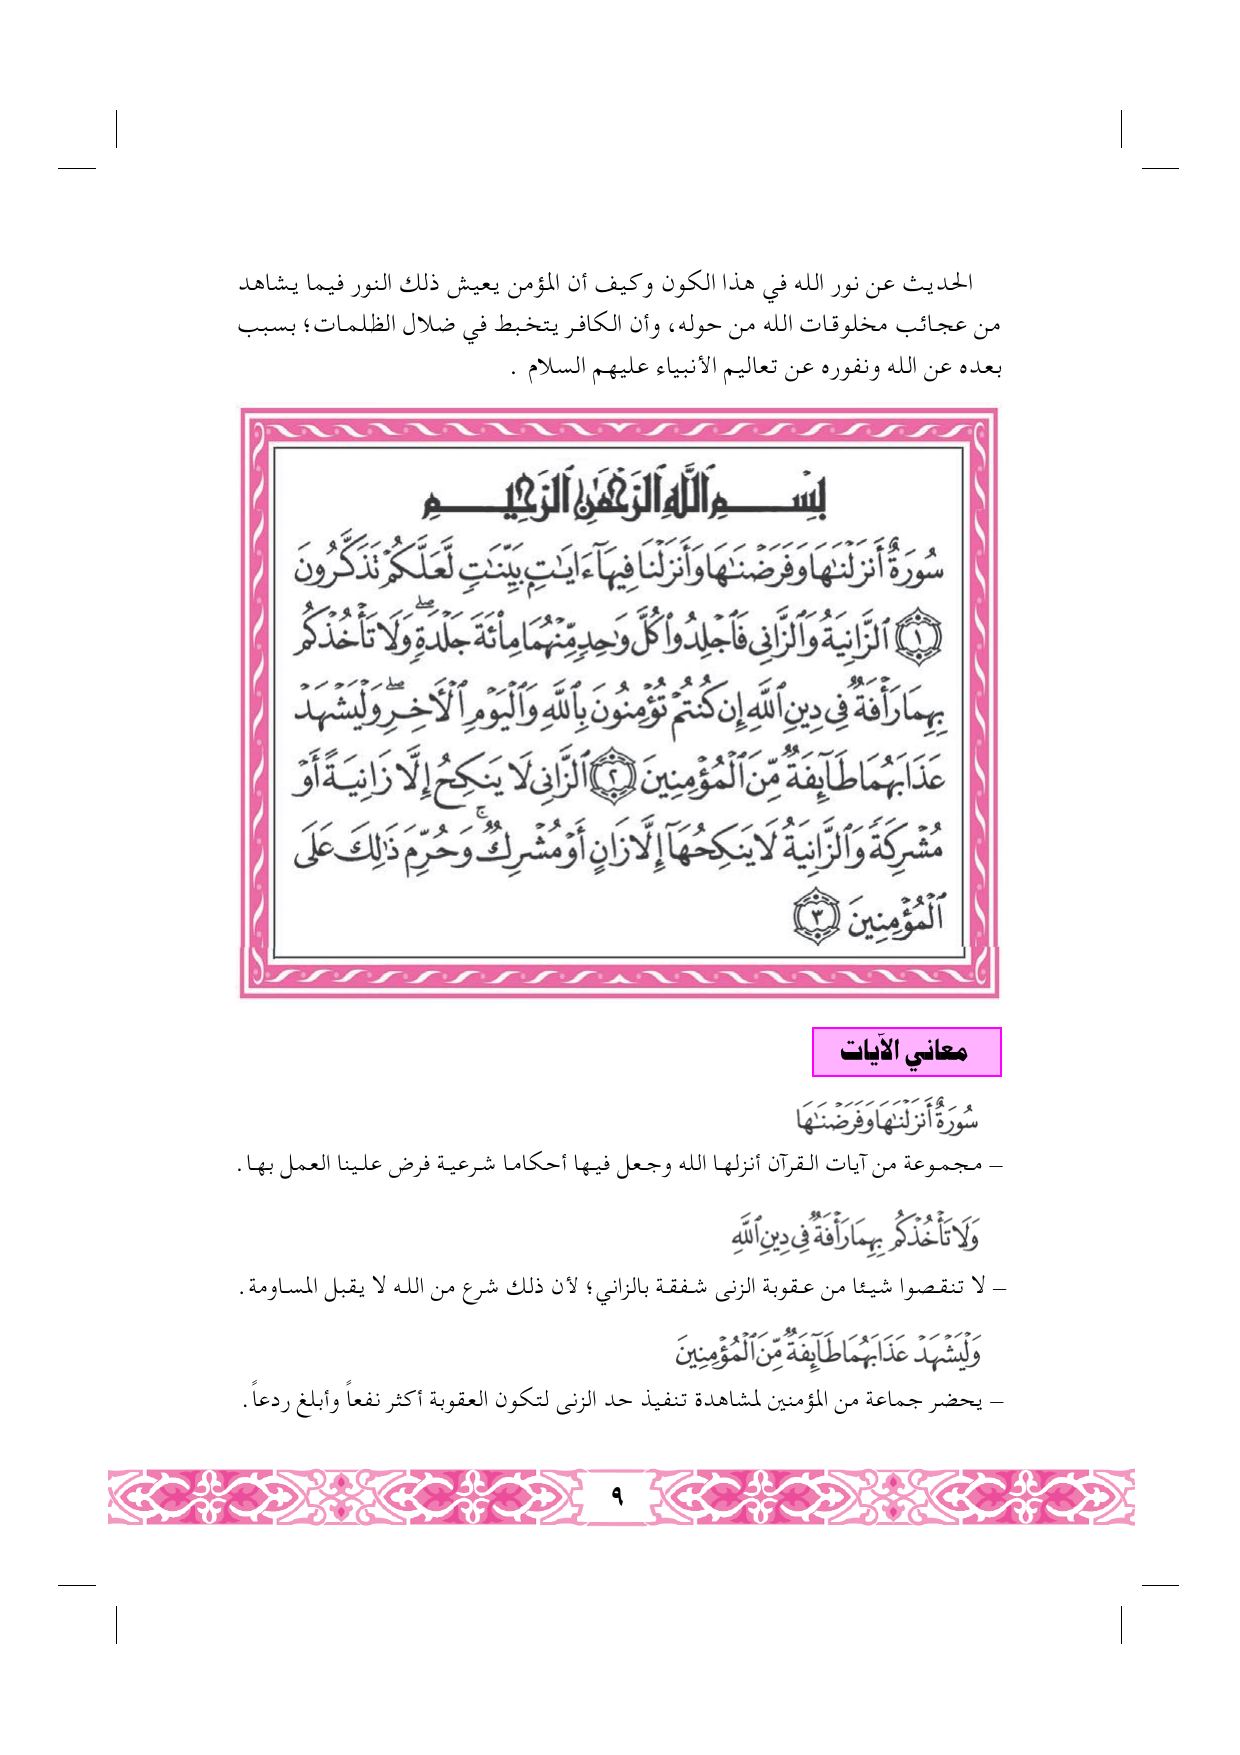 الحديث عن نور الله في هذا الكون وكيف أن المؤمن يعيش ذلك النور فيما يشاهد
من عجائب مخلوقات الله من حوله، وأن الكافر يتخبط في ضلال الظلمات؛ بسبب
بعده عن الله ونفوره عن تعاليم الأنبياء عليهم السلام .
بِسْمِ ٱللَّهِ ٱلرَّحْمَٰنِ ٱلرَّحِيمِ
سُورَةٌ أَنزَلْنَٰهَا وَفَرَضْنَٰهَا وَأَنزَلْنَا فِيهَآ ءَايَٰتٍۭ بَيِّنَٰتٍ لَّعَلَّكُمْ تَذَكَّرُونَ
۝١ ٱلزَّانِيَةُ وَٱلزَّانِى فَٱجْلِدُوا۟ كُلَّ وَٰحِدٍ مِّنْهُمَا مِا۟ئَةَ جَلْدَةٍ ۖ وَلَا تَأْخُذْكُم
بِهِمَا رَأْفَةٌ فِى دِينِ ٱللَّهِ إِن كُنتُمْ تُؤْمِنُونَ بِٱللَّهِ وَٱلْيَوْمِ ٱلْأَخِرِ ۖ وَلْيَشْهَدْ
عَذَابَهُمَا طَآئِفَةٌ مِّنَ ٱلْمُؤْمِنِينَ ۝٢ ٱلزَّانِى لَا يَنكِحُ إِلَّا زَانِيَةً أَوْ
مُشْرِكَةً وَٱلزَّانِيَةُ لَا يَنكِحُهَآ إِلَّا زَانٍ أَوْ مُشْرِكٌ ۚ وَحُرِّمَ ذَٰلِكَ عَلَى
ٱلْمُؤْمِنِينَ ۝٣
معاني الآيات
سُورَةٌ أَنزَلْنَٰهَا وَفَرَضْنَٰهَا
– مجموعة من آيات القرآن أنزلها الله وجعل فيها أحكاما شرعية فرض علينا العمل بها.
وَلَا تَأْخُذْكُم بِهِمَا رَأْفَةٌ فِى دِينِ ٱللَّهِ
– لا تنقصوا شيئا من عقوبة الزنى شفقة بالزاني؛ لأن ذلك شرع من الله لا يقبل المساومة.
وَلْيَشْهَدْ عَذَابَهُمَا طَآئِفَةٌ مِّنَ ٱلْمُؤْمِنِينَ
– يحضر جماعة من المؤمنين لمشاهدة تنفيذ حد الزنى لتكون العقوبة أكثر نفعاً وأبلغ ردعاً.
٩